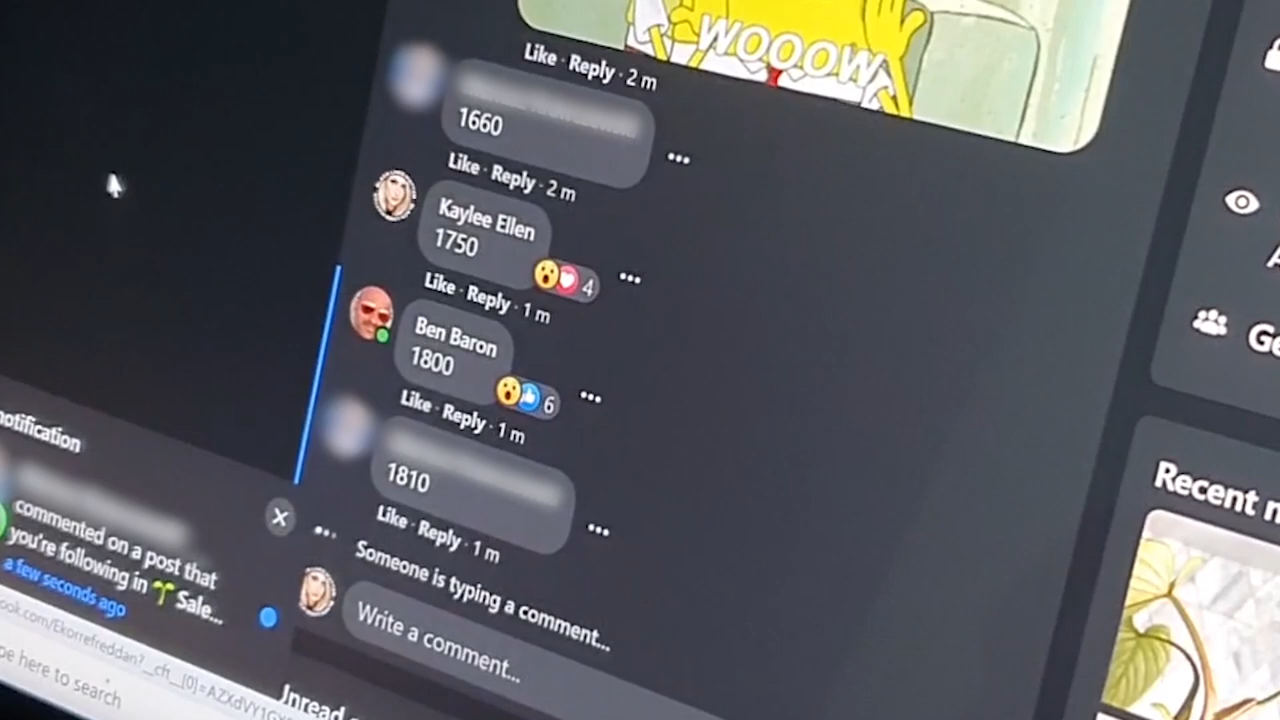 WOOOW
Like · Reply · 2 m
1660
Like · Reply · 2 m
Kaylee Ellen
1750
4
Like · Reply · 1 m
Ben Baron
1800
6
Like · Reply · 1 m
1810
Like · Reply · 1 m
Someone is typing a comment...
Write a comment...
notification
commented on a post that
you're following in 🌱 Sale...
a few seconds ago
ook.com/Ekorrefreddan?__cft__[0]=AZXdVY1G
pe here to search
Unread
Ge
Recent